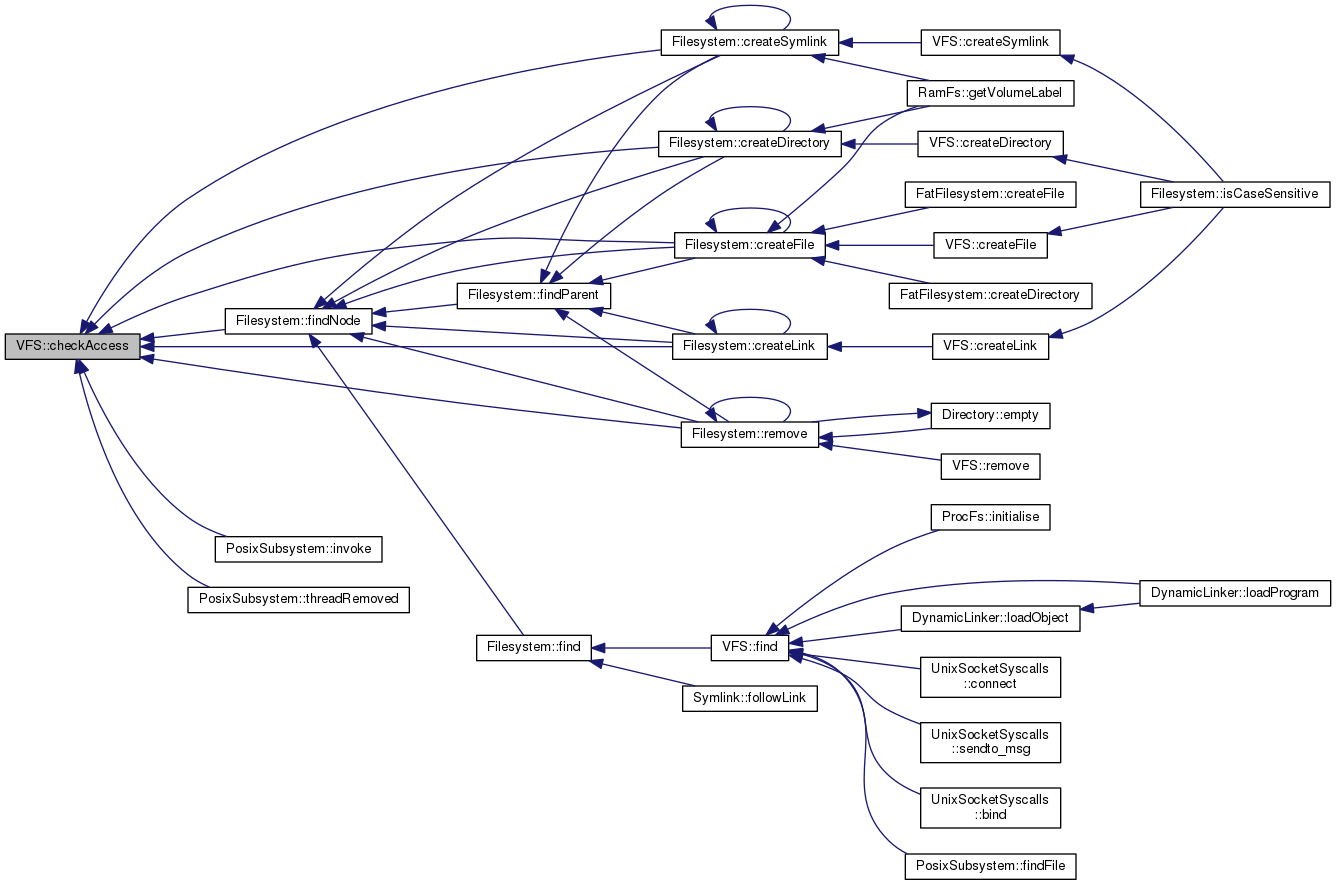 Filesystem::createSymlink
VFS::createSymlink
RamFs::getVolumeLabel
Filesystem::createDirectory
VFS::createDirectory
FatFilesystem::createFile
Filesystem::isCaseSensitive
Filesystem::createFile
VFS::createFile
Filesystem::findParent
FatFilesystem::createDirectory
Filesystem::findNode
VFS::checkAccess
Filesystem::createLink
VFS::createLink
Directory::empty
Filesystem::remove
VFS::remove
ProcFs::initialise
PosixSubsystem::invoke
PosixSubsystem::threadRemoved
DynamicLinker::loadProgram
DynamicLinker::loadObject
Filesystem::find
VFS::find
UnixSocketSyscalls
::connect
Symlink::followLink
UnixSocketSyscalls
::sendto_msg
UnixSocketSyscalls
::bind
PosixSubsystem::findFile